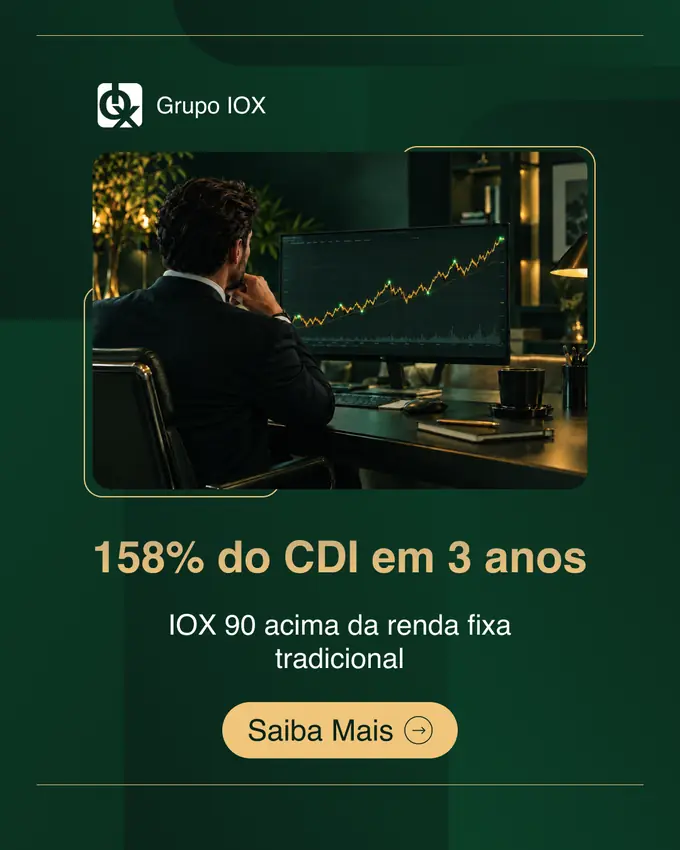 Grupo IOX
158% do CDI em 3 anos
IOX 90 acima da renda fixa
tradicional
Saiba Mais